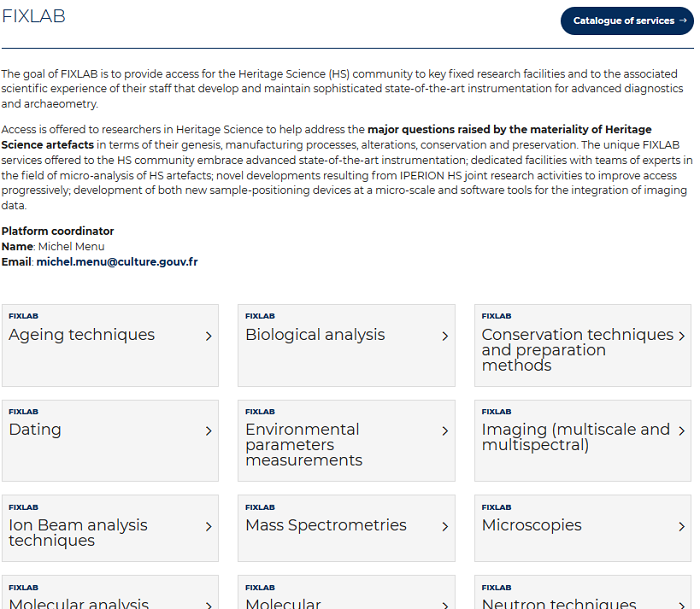 FIXLAB
Catalogue of services →
The goal of FIXLAB is to provide access for the Heritage Science (HS) community to key fixed research facilities and to the associated
scientific experience of their staff that develop and maintain sophisticated state-of-the-art instrumentation for advanced diagnostics
and archaeometry.
Access is offered to researchers in Heritage Science to help address the major questions raised by the materiality of Heritage
Science artefacts in terms of their genesis, manufacturing processes, alterations, conservation and preservation. The unique FIXLAB
services offered to the HS community embrace advanced state-of-the-art instrumentation; dedicated facilities with teams of experts in
the field of micro-analysis of HS artefacts; novel developments resulting from IPERION HS joint research activities to improve access
progressively; development of both new sample-positioning devices at a micro-scale and software tools for the integration of imaging
data.
Platform coordinator
Name: Michel Menu
Email: michel.menu@culture.gouv.fr
FIXLAB
Ageing techniques
FIXLAB
Biological analysis
FIXLAB
Conservation techniques
and preparation
methods
FIXLAB
Dating
FIXLAB
Environmental
parameters
measurements
FIXLAB
Imaging (multiscale and
multispectral)
FIXLAB
Ion Beam analysis
techniques
FIXLAB
Mass Spectrometries
FIXLAB
Microscopies
FIXLAB
Molecular analysis
FIXLAB
Molecular
FIXLAB
Neutron techniques